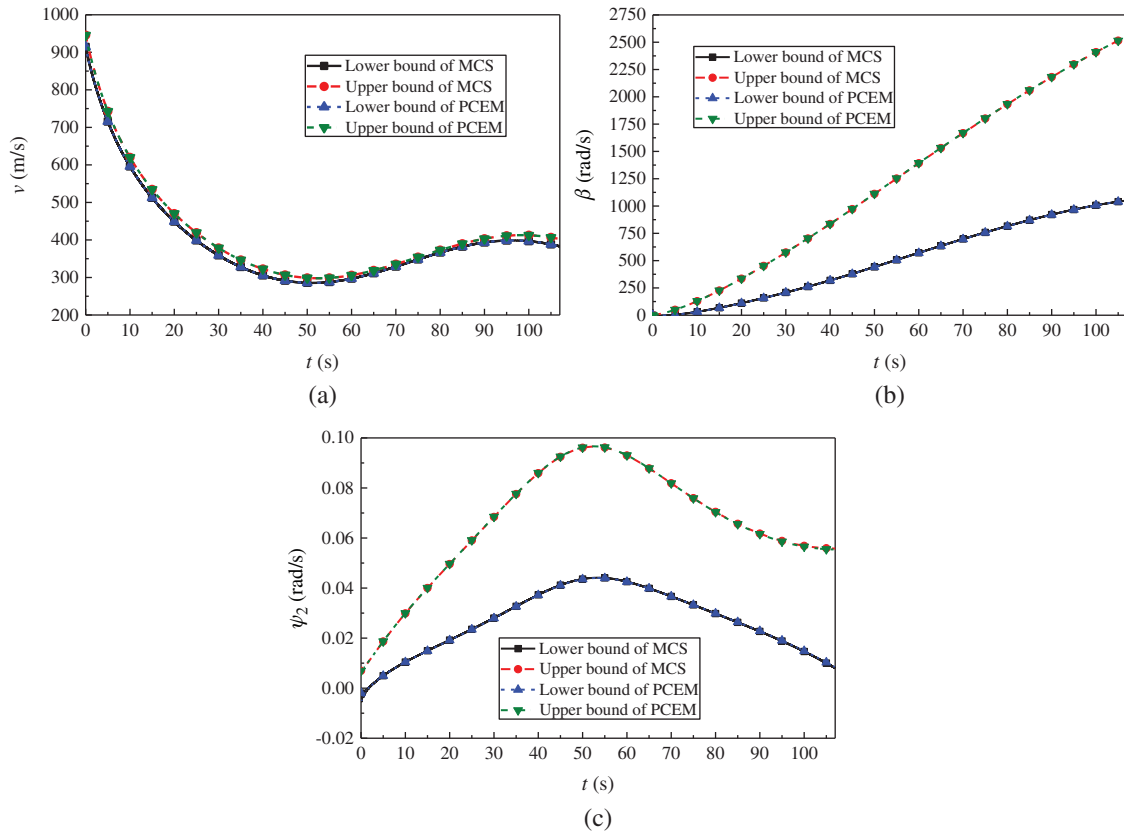 1000
900
800
700
600
500
400
300
200
v (m/s)
Lower bound of MCS
Upper bound of MCS
Lower bound of PCEM
Upper bound of PCEM
0 10 20 30 40 50 60 70 80 90 100
t (s)
(a)
2750
2500
2250
2000
1750
1500
1250
1000
750
500
250
0
β (rad/s)
Lower bound of MCS
Upper bound of MCS
Lower bound of PCEM
Upper bound of PCEM
0 10 20 30 40 50 60 70 80 90 100
t (s)
(b)
0.10
0.08
0.06
0.04
0.02
0.00
-0.02
ψ2 (rad/s)
Lower bound of MCS
Upper bound of MCS
Lower bound of PCEM
Upper bound of PCEM
0 10 20 30 40 50 60 70 80 90 100
t (s)
(c)